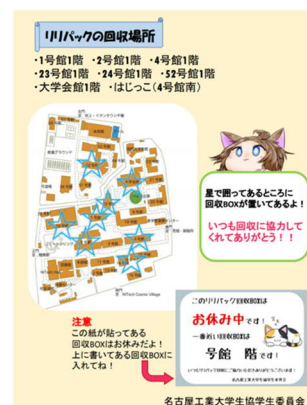 リリパックの回収場所
・1号館1階 ・2号館1階 ・4号館1階
・23号館1階 ・24号館1階 ・52号館1階
・大学会館1階 ・はじっこ(4号館南)
星で囲ってあるところに
回収BOXが置いてあるよ!
いつも回収に協力して
くれてありがとう!!
NITech Cosmo Village
注意
この紙が貼ってある
回収BOXはお休みだよ!
上に書いてある回収BOXに
入れてね!
このリリパック回収BOXは
お休み中です!
一番近い回収BOXは
号館 階です!
名古屋工業大学生協学生委員会